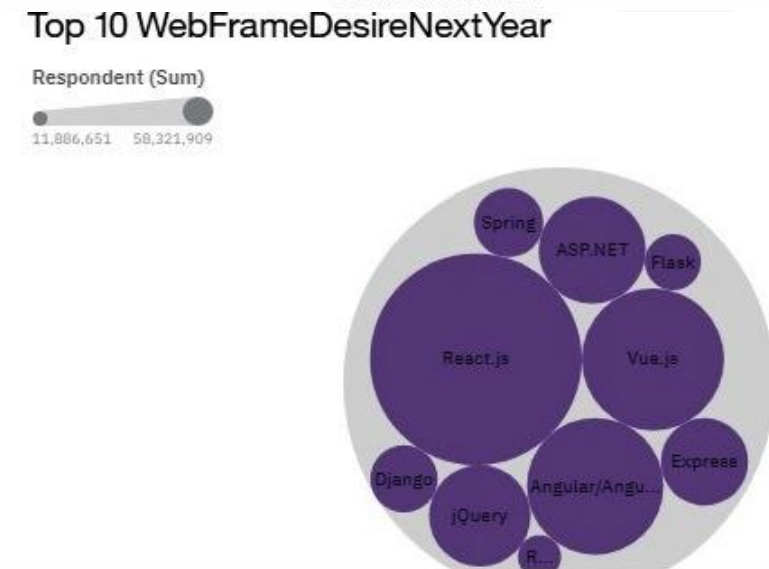 Top 10 WebFrameDesireNextYear
Respondent (Sum)
11,886,651 58,321,909
Spring
ASP.NET
Flask
React.js
Vue.js
Express
Django
Angular/Angu...
jQuery
R...